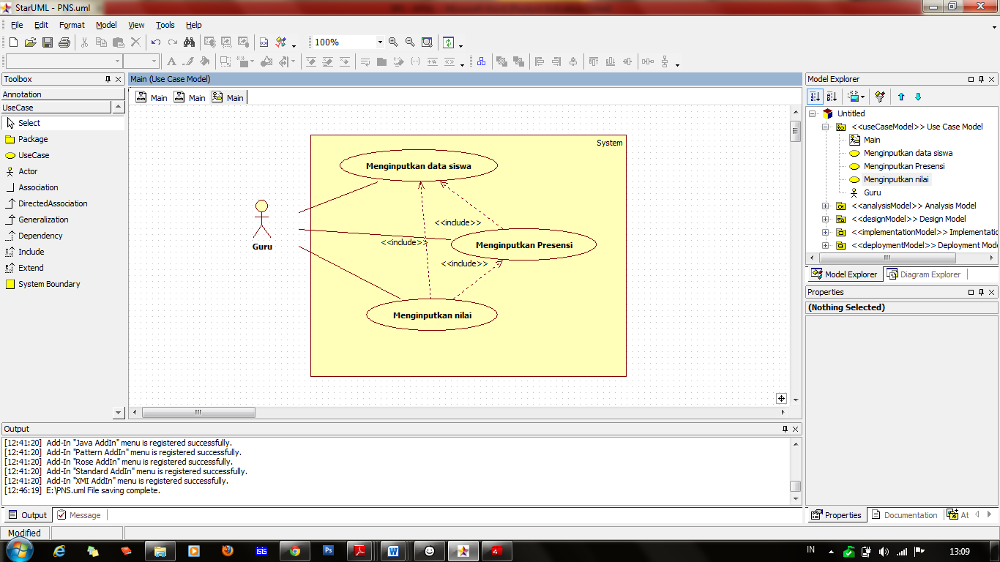 StarUML - PNS.uml
File Edit Format Model View Tools Help
100%
Toolbox
Annotation
UseCase
Select
Package
UseCase
Actor
Association
DirectedAssociation
Generalization
Dependency
Include
Extend
System Boundary
Main (Use Case Model)
Main Main Main
System
Menginputkan data siswa
<<include>>
<<include>>
Menginputkan Presensi
Guru
<<include>>
Menginputkan nilai
Model Explorer
Untitled
<<useCaseModel>> Use Case Model
Main
Menginputkan data siswa
Menginputkan Presensi
Menginputkan nilai
Guru
<<analysisModel>> Analysis Model
<<designModel>> Design Model
<<implementationModel>> Implementatio
<<deploymentModel>> Deployment Mode
Model Explorer Diagram Explorer
Properties
(Nothing Selected)
Properties Documentation At
Output
[12:41:20] Add-In "Java AddIn" menu is registered successfully.
[12:41:20] Add-In "Pattern AddIn" menu is registered successfully.
[12:41:20] Add-In "Rose AddIn" menu is registered successfully.
[12:41:20] Add-In "Standard AddIn" menu is registered successfully.
[12:41:20] Add-In "XMI AddIn" menu is registered successfully.
[12:46:19] E:\PNS.uml File saving complete.
Output Message
Modified
isis
Ps
W
IN
13:09